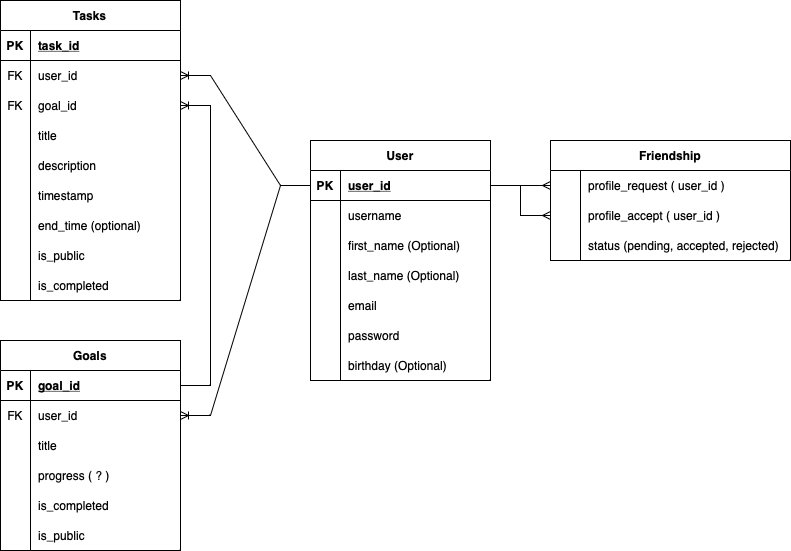 Tasks
PK task_id
FK user_id
FK goal_id
title
description
timestamp
end_time (optional)
is_public
is_completed
Goals
PK goal_id
FK user_id
title
progress ( ? )
is_completed
is_public
User
PK user_id
username
first_name (Optional)
last_name (Optional)
email
password
birthday (Optional)
Friendship
profile_request ( user_id )
profile_accept ( user_id )
status (pending, accepted, rejected)